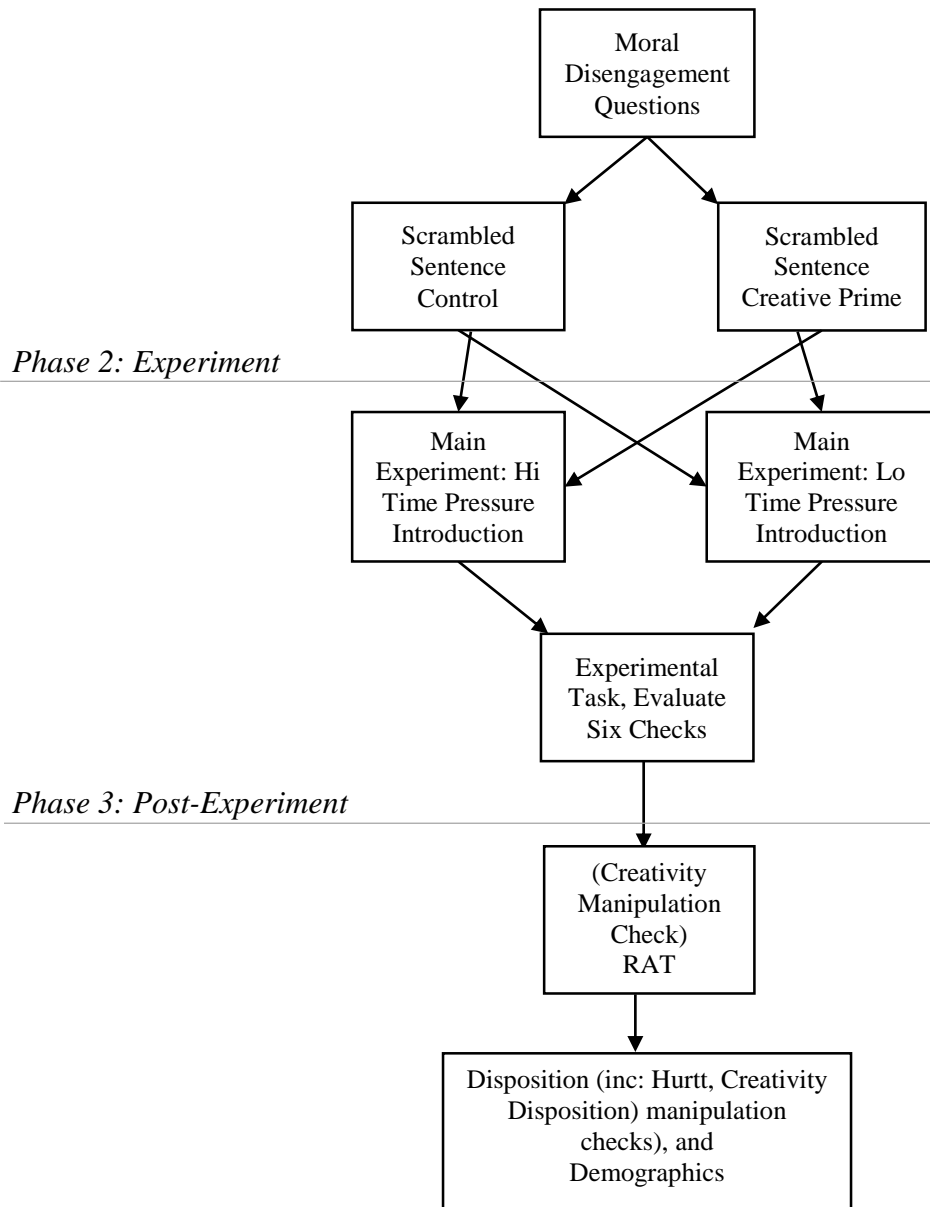 Moral
Disengagement
Questions
Scrambled
Sentence
Control
Scrambled
Sentence
Creative Prime
Phase 2: Experiment
Main
Experiment: Hi
Time Pressure
Introduction
Main
Experiment: Lo
Time Pressure
Introduction
Experimental
Task, Evaluate
Six Checks
Phase 3: Post-Experiment
(Creativity
Manipulation
Check)
RAT
Disposition (inc: Hurtt, Creativity
Disposition) manipulation
checks), and
Demographics